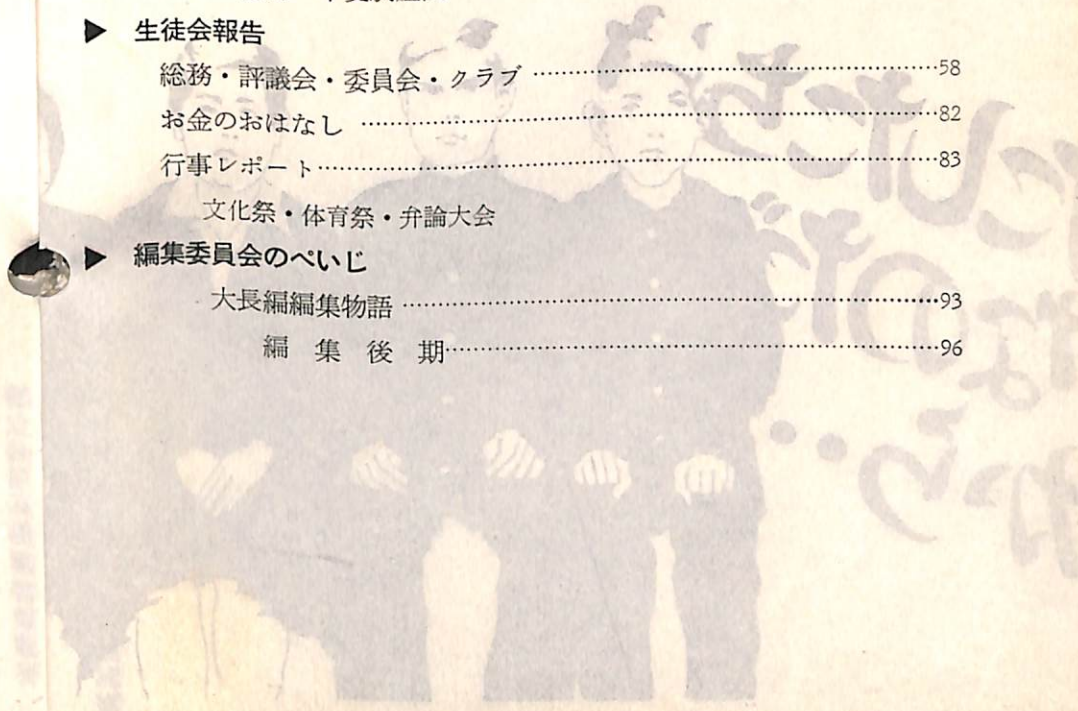 ▶ 生徒会報告
総務・評議会・委員会・クラブ ……………………………58
お金のおはなし ……………………………82
行事レポート……………………………83
文化祭・体育祭・弁論大会
▶ 編集委員会のぺいじ
大長編編集物語 ……………………………93
編 集 後 期……………………………96